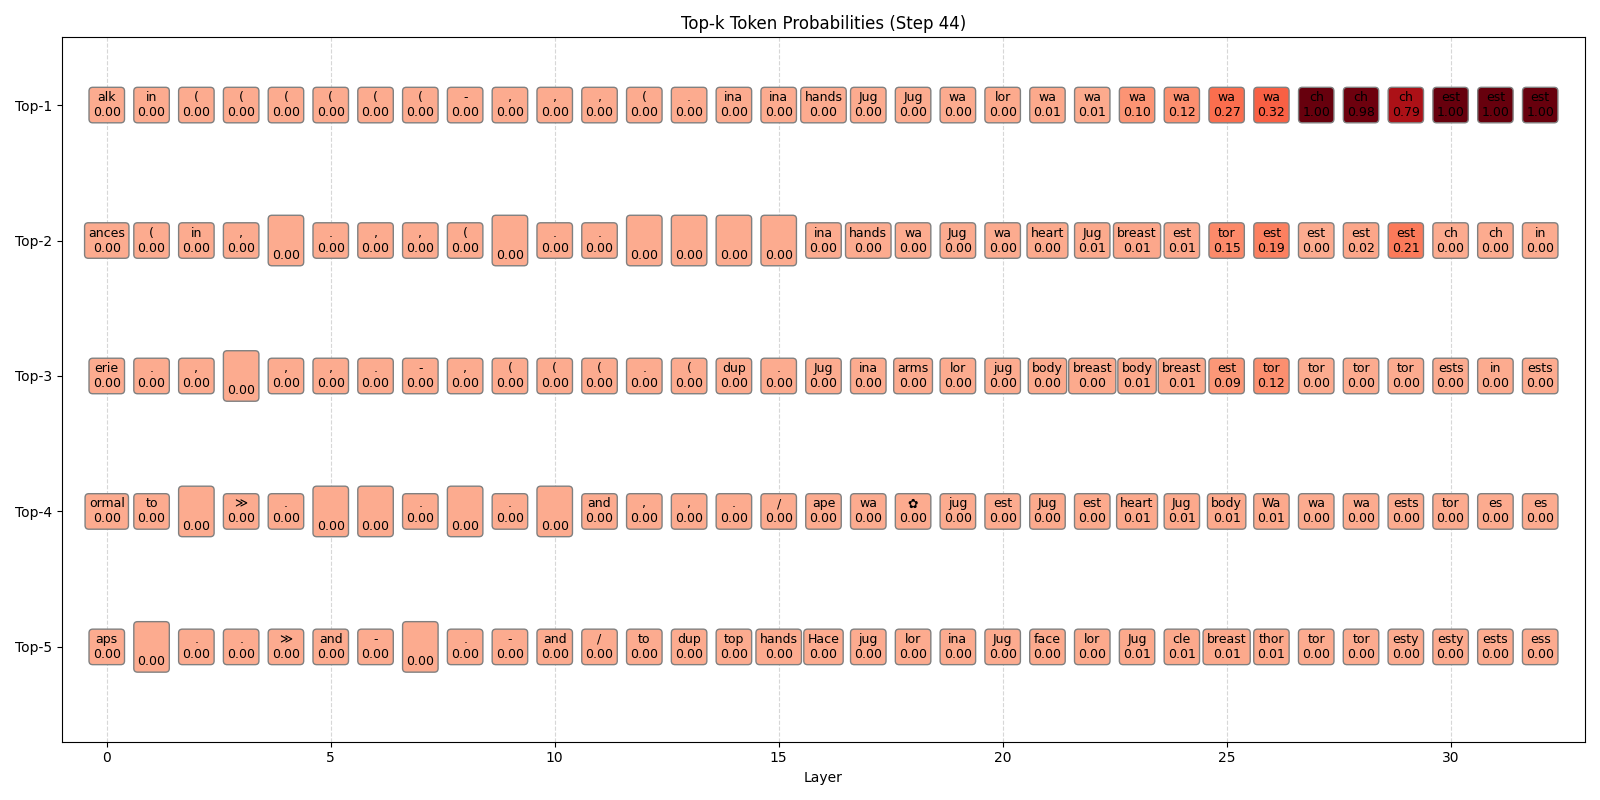 Top-k Token Probabilities (Step 44)
alk in ( ( ( ( ( ( - , , , ( . ina ina hands Jug Jug wa lor wa wa wa wa wa wa ch ch ch est est est
Top-1
0.00 0.00 0.00 0.00 0.00 0.00 0.00 0.00 0.00 0.00 0.00 0.00 0.00 0.00 0.00 0.00 0.00 0.00 0.00 0.00 0.00 0.01 0.01 0.10 0.12 0.27 0.32 1.00 0.98 0.79 1.00 1.00 1.00
ances ( in , . , , ( . . ina hands wa Jug wa heart Jug breast est tor est est est est ch ch in
Top-2
0.00 0.00 0.00 0.00 0.00 0.00 0.00 0.00 0.00 0.00 0.00 0.00 0.00 0.00 0.00 0.00 0.00 0.00 0.00 0.00 0.00 0.00 0.01 0.01 0.01 0.15 0.19 0.00 0.02 0.21 0.00 0.00 0.00
erie . , , , . - , ( ( ( . ( dup . Jug ina arms lor jug body breast body breast est tor tor tor tor ests in ests
Top-3
0.00 0.00 0.00 0.00 0.00 0.00 0.00 0.00 0.00 0.00 0.00 0.00 0.00 0.00 0.00 0.00 0.00 0.00 0.00 0.00 0.00 0.00 0.00 0.01 0.01 0.09 0.12 0.00 0.00 0.00 0.00 0.00 0.00
ormal to ≫ . . . and , , . / ape wa ✿ jug est Jug est heart Jug body Wa wa wa ests tor es es
Top-4
0.00 0.00 0.00 0.00 0.00 0.00 0.00 0.00 0.00 0.00 0.00 0.00 0.00 0.00 0.00 0.00 0.00 0.00 0.00 0.00 0.00 0.00 0.00 0.01 0.01 0.01 0.01 0.00 0.00 0.00 0.00 0.00 0.00
aps . . ≫ and - . - and / to dup top hands Hace jug lor ina Jug face lor Jug cle breast thor tor tor esty esty ests ess
Top-5
0.00 0.00 0.00 0.00 0.00 0.00 0.00 0.00 0.00 0.00 0.00 0.00 0.00 0.00 0.00 0.00 0.00 0.00 0.00 0.00 0.00 0.00 0.00 0.01 0.01 0.01 0.01 0.00 0.00 0.00 0.00 0.00 0.00
0 5 10 15 20 25 30
Layer